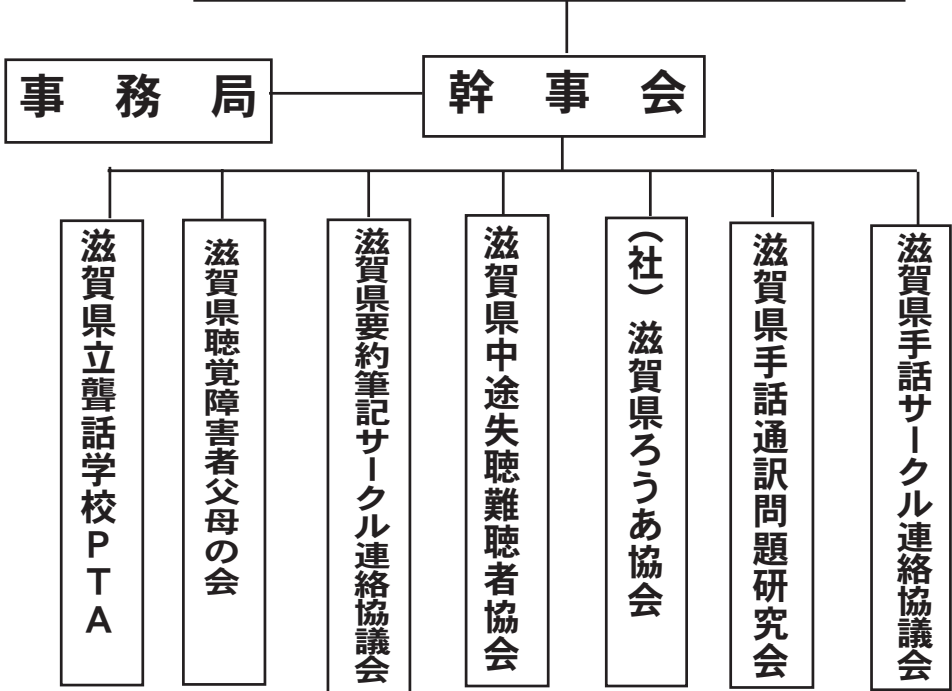 事務局
幹事会
滋賀県立聾話学校PTA
滋賀県聴覚障害者父母の会
滋賀県要約筆記サークル連絡協議会
滋賀県中途失聴難聴者協会
（社）滋賀県ろうあ協会
滋賀県手話通訳問題研究会
滋賀県手話サークル連絡協議会